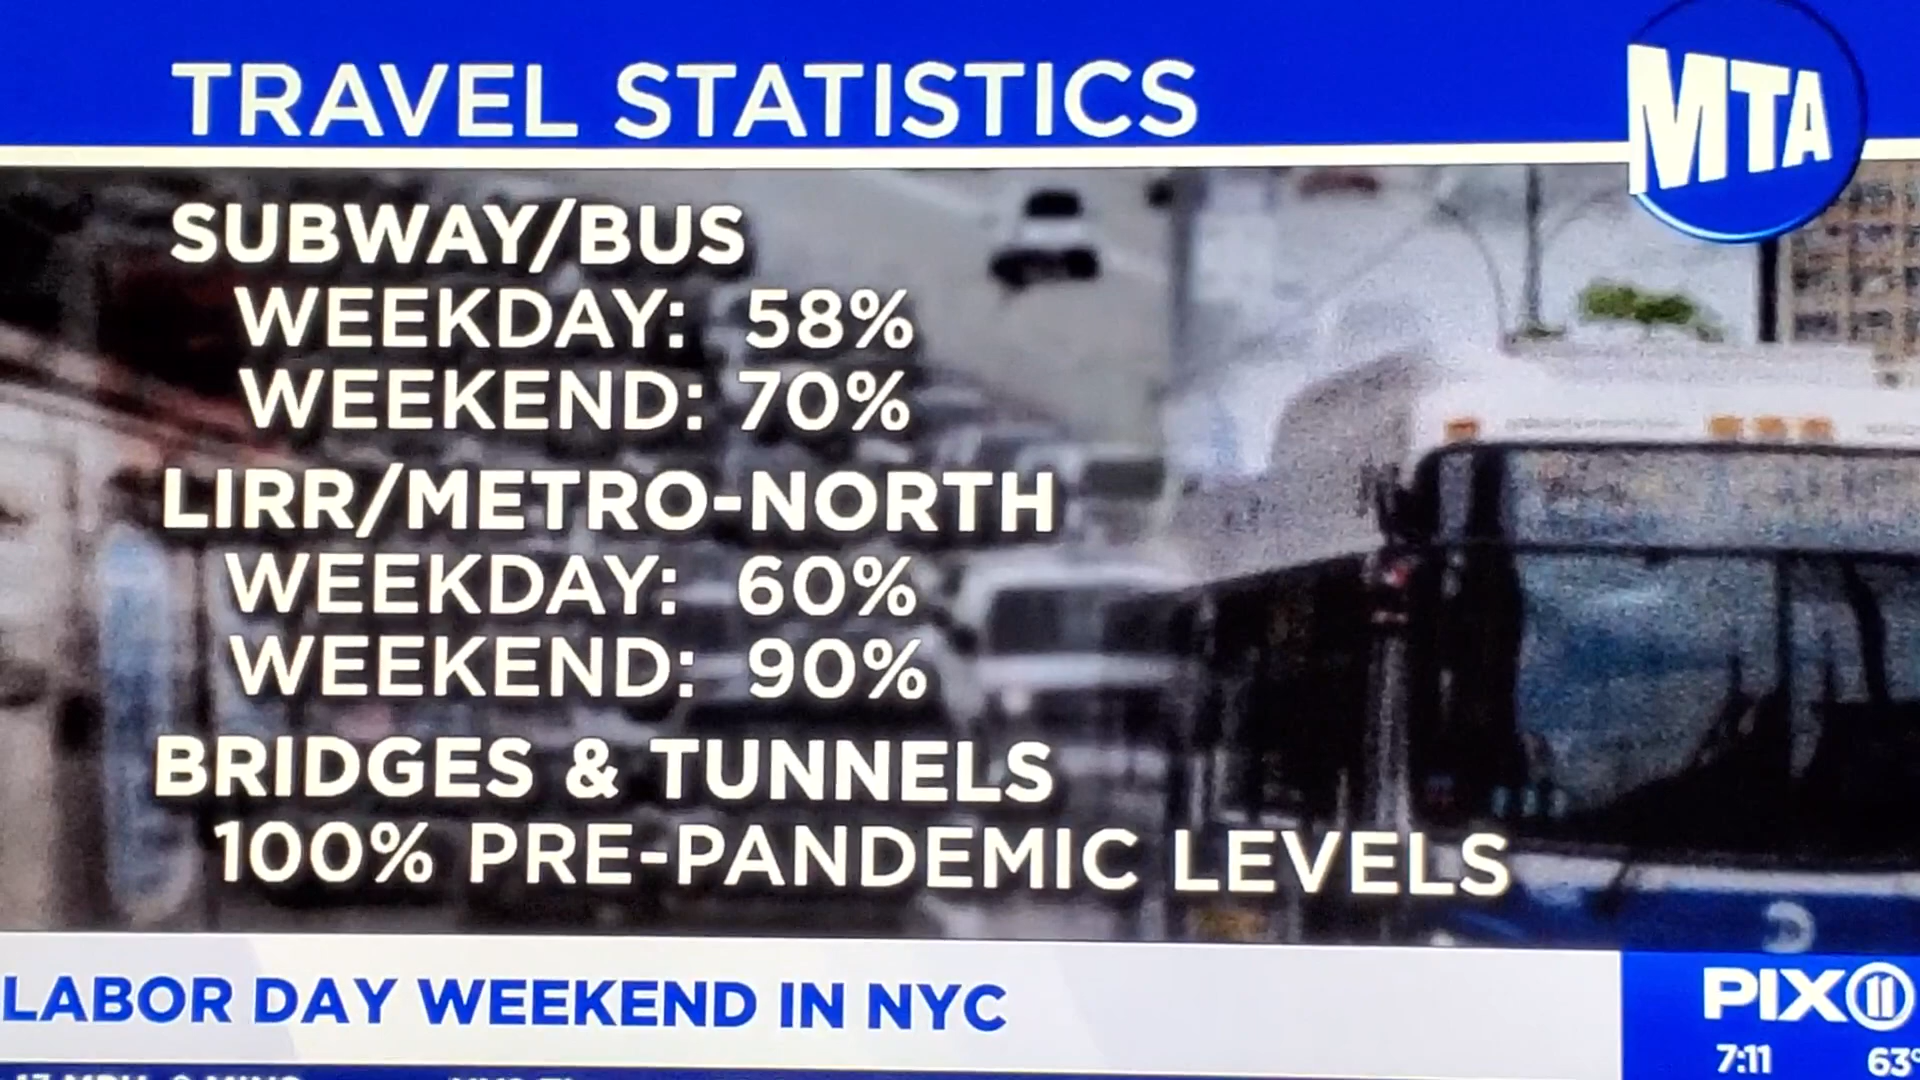 TRAVEL STATISTICS
MTA
SUBWAY/BUS
WEEKDAY: 58%
WEEKEND: 70%
LIRR/METRO-NORTH
WEEKDAY: 60%
WEEKEND: 90%
BRIDGES & TUNNELS
100% PRE-PANDEMIC LEVELS
LABOR DAY WEEKEND IN NYC
PIX11
7:11 63°